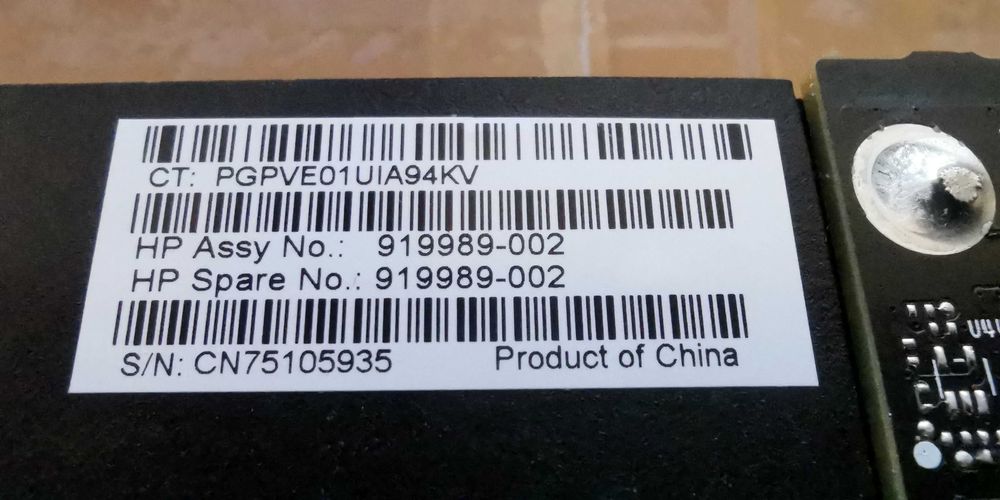 CT: PGPVE01UIA94KV
HP Assy No.: 919989-002
HP Spare No.: 919989-002
S/N: CN75105935 Product of China